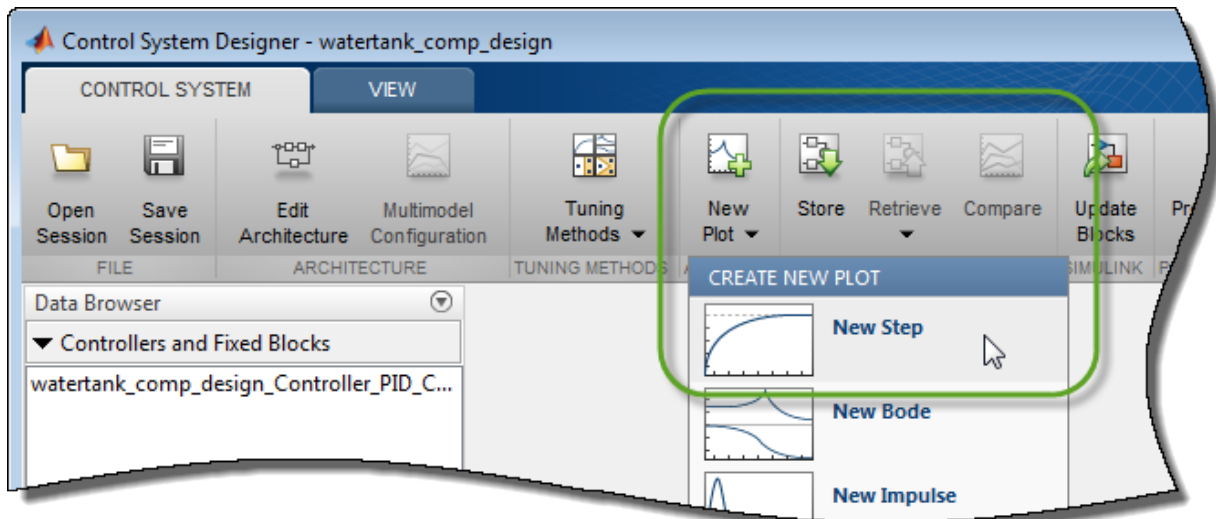 Control System Designer - watertank_comp_design
CONTROL SYSTEM
VIEW
Open Session
Save Session
Edit Architecture
Multimodel Configuration
Tuning Methods
New Plot
Store
Retrieve
Compare
Update Blocks
FILE
ARCHITECTURE
TUNING METHODS
SIMULINK
Data Browser
Controllers and Fixed Blocks
watertank_comp_design_Controller_PID_C...
CREATE NEW PLOT
New Step
New Bode
New Impulse